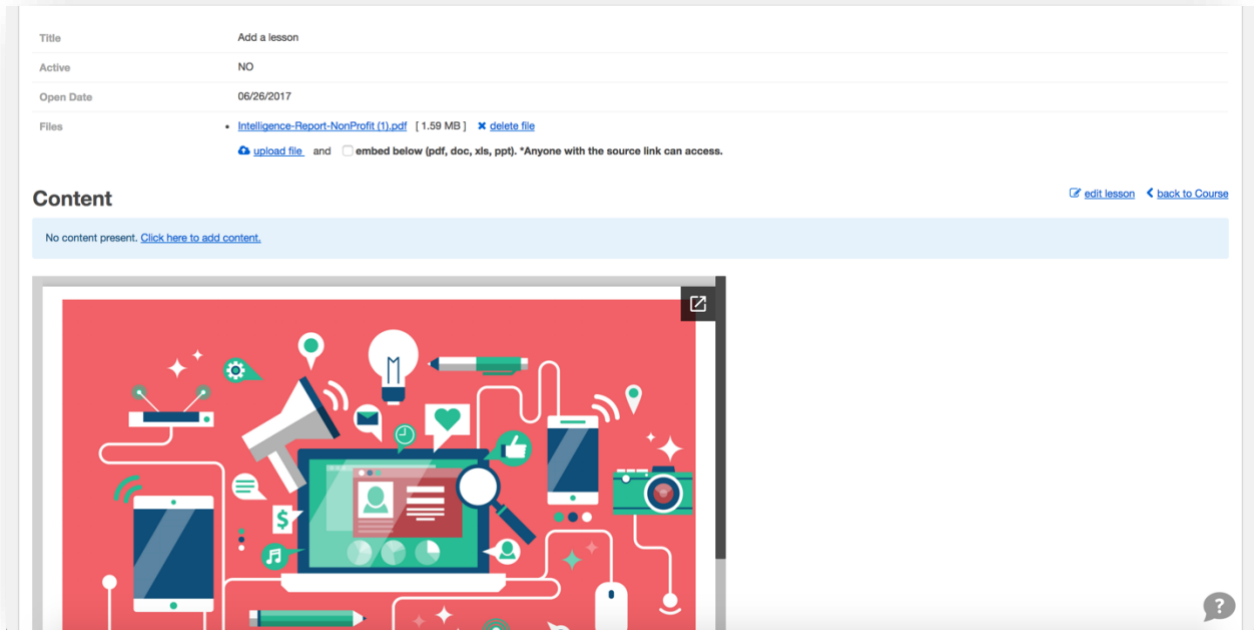 Title Add a lesson
Active NO
Open Date 06/26/2017
Files • Intelligence-Report-NonProfit (1).pdf [ 1.59 MB ] ✖ delete file
upload file and embed below (pdf, doc, xls, ppt). *Anyone with the source link can access.
Content edit lesson back to Course
No content present. Click here to add content.
$
?